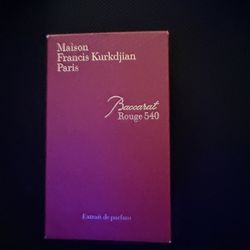 Maison
Francis Kurkdjian
Paris
Baccarat
Rouge 540
Extrait de parfum